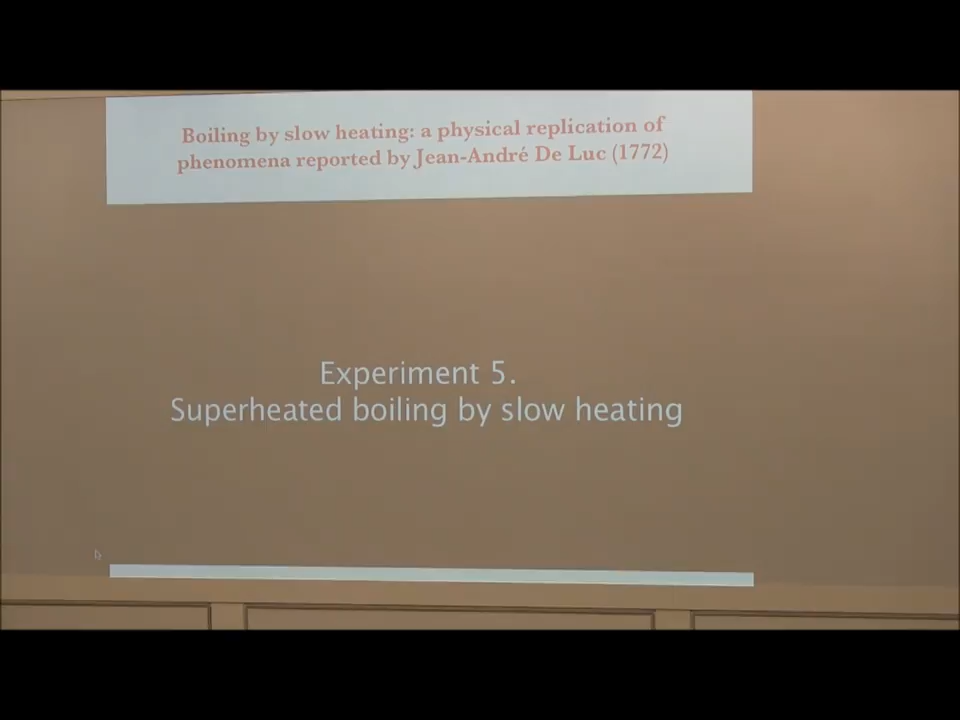 Boiling by slow heating: a physical replication of
phenomena reported by Jean-André De Luc (1772)
Experiment 5.
Superheated boiling by slow heating